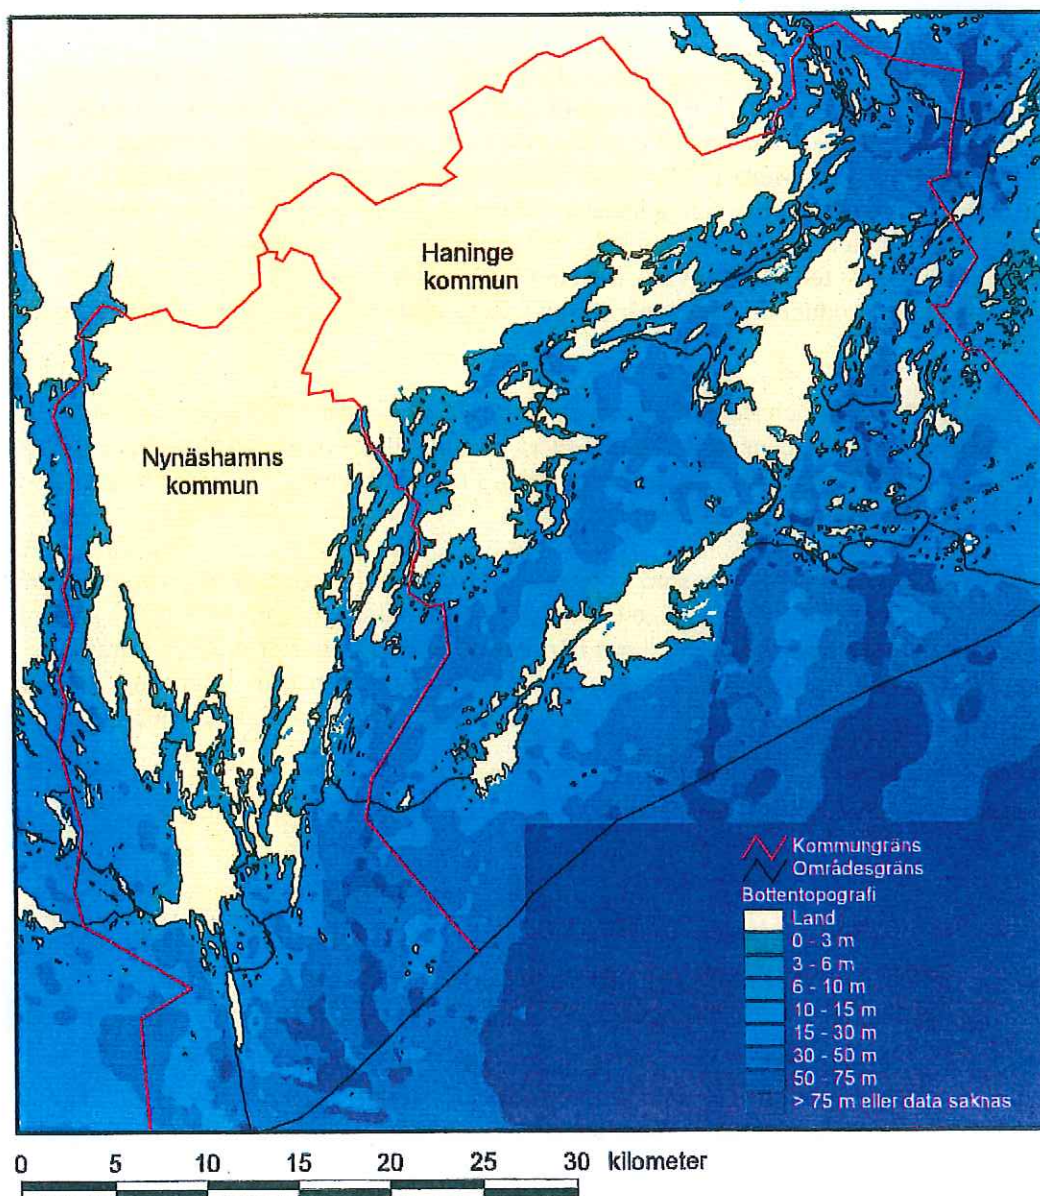 Haninge
kommun
Nynäshamns
kommun
Kommungräns
Områdesgräns
Bottentopografi
Land
0 - 3 m
3 - 6 m
6 - 10 m
10 - 15 m
15 - 30 m
30 - 50 m
50 - 75 m
> 75 m eller data saknas
0 5 10 15 20 25 30 kilometer